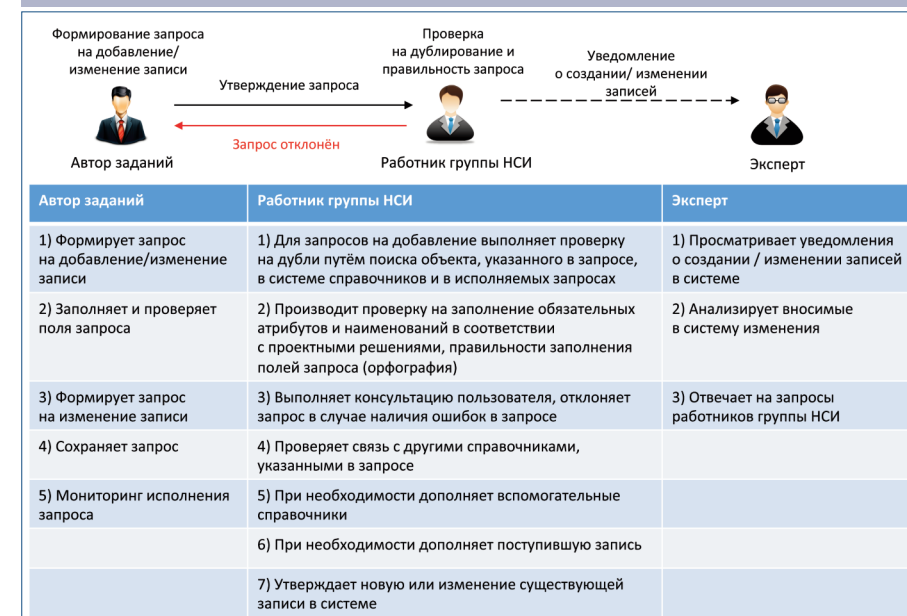 Формирование запроса
на добавление/
изменение записи
Проверка
на дублирование и
правильность запроса
Уведомление
о создании/ изменении
записей
Утверждение запроса
Запрос отклонён
Автор заданий
Работник группы НСИ
Эксперт
Автор заданий
Работник группы НСИ
Эксперт
1) Формирует запрос
на добавление/изменение
записи
1) Для запросов на добавление выполняет проверку
на дубли путём поиска объекта, указанного в запросе,
в системе справочников и в исполняемых запросах
1) Просматривает уведомления
о создании / изменении записей
в системе
2) Заполняет и проверяет
поля запроса
2) Производит проверку на заполнение обязательных
атрибутов и наименований в соответствии
с проектными решениями, правильности заполнения
полей запроса (орфография)
2) Анализирует вносимые
в систему изменения
3) Формирует запрос
на изменение записи
3) Выполняет консультацию пользователя, отклоняет
запрос в случае наличия ошибок в запросе
3) Отвечает на запросы
работников группы НСИ
4) Сохраняет запрос
4) Проверяет связь с другими справочниками,
указанными в запросе
5) Мониторинг исполнения
запроса
5) При необходимости дополняет вспомогательные
справочники
6) При необходимости дополняет поступившую запись
7) Утверждает новую или изменение существующей
записи в системе